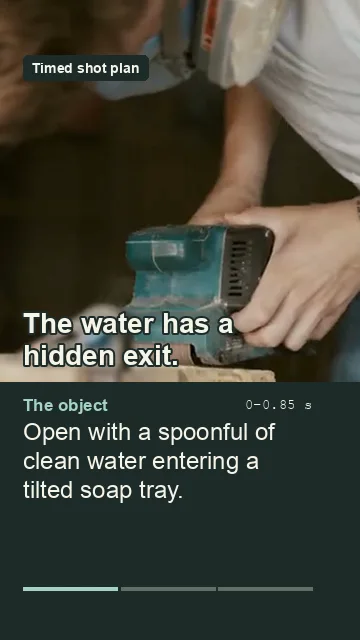 Timed shot plan
The water has a
hidden exit.
The object
0–0.85 s
Open with a spoonful of
clean water entering a
tilted soap tray.